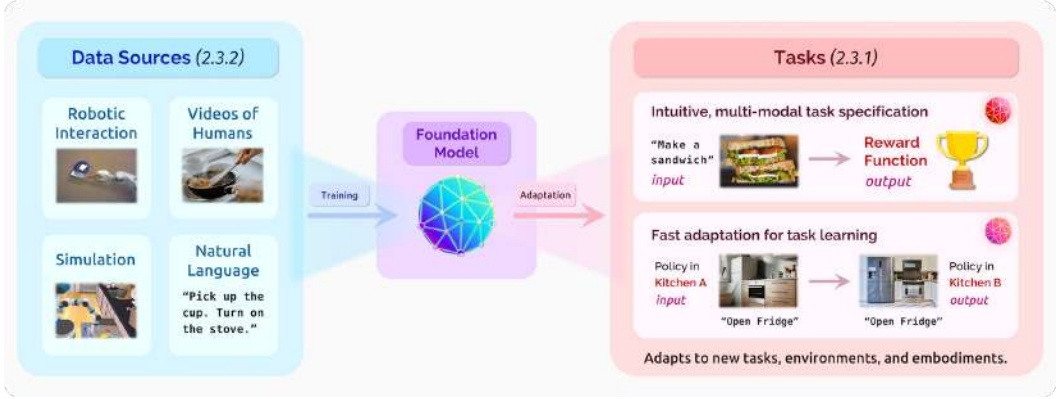 Data Sources (2.3.2)
Robotic
Interaction
Videos of
Humans
Simulation
Natural
Language
“Pick up the
cup. Turn on
the stove.”
Training
Foundation
Model
Adaptation
Tasks (2.3.1)
Intuitive, multi-modal task specification
“Make a
sandwich”
input
Reward
Function
output
Fast adaptation for task learning
Policy in
Kitchen A
input
“Open Fridge”
“Open Fridge”
Policy in
Kitchen B
output
Adapts to new tasks, environments, and embodiments.